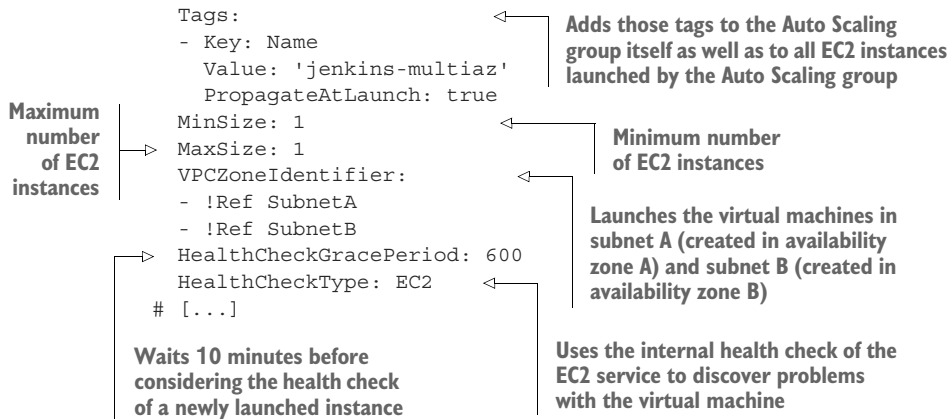 Tags:
- Key: Name
Value: 'jenkins-multiaz'
PropagateAtLaunch: true
MinSize: 1
MaxSize: 1
VPCZoneIdentifier:
- !Ref SubnetA
- !Ref SubnetB
HealthCheckGracePeriod: 600
HealthCheckType: EC2
# [...]
Adds those tags to the Auto Scaling
group itself as well as to all EC2 instances
launched by the Auto Scaling group
Maximum
number
of EC2
instances
Minimum number
of EC2 instances
Launches the virtual machines in
subnet A (created in availability
zone A) and subnet B (created in
availability zone B)
Waits 10 minutes before
considering the health check
of a newly launched instance
Uses the internal health check of the
EC2 service to discover problems
with the virtual machine